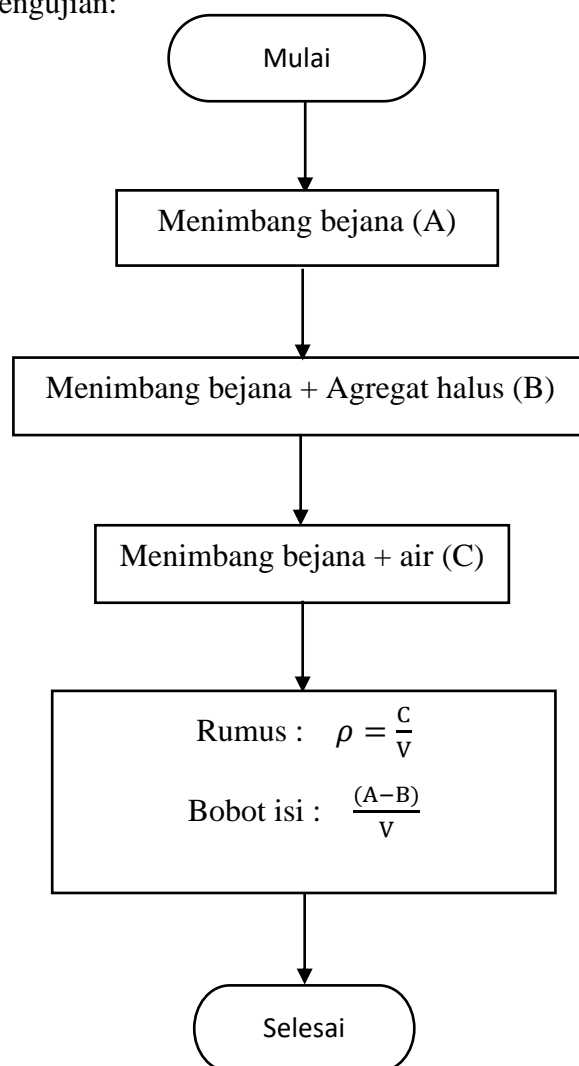 engujian:
Mulai
Menimbang bejana (A)
Menimbang bejana + Agregat halus (B)
Menimbang bejana + air (C)
Rumus : ρ = C/V
Bobot isi : (A−B)/V
Selesai